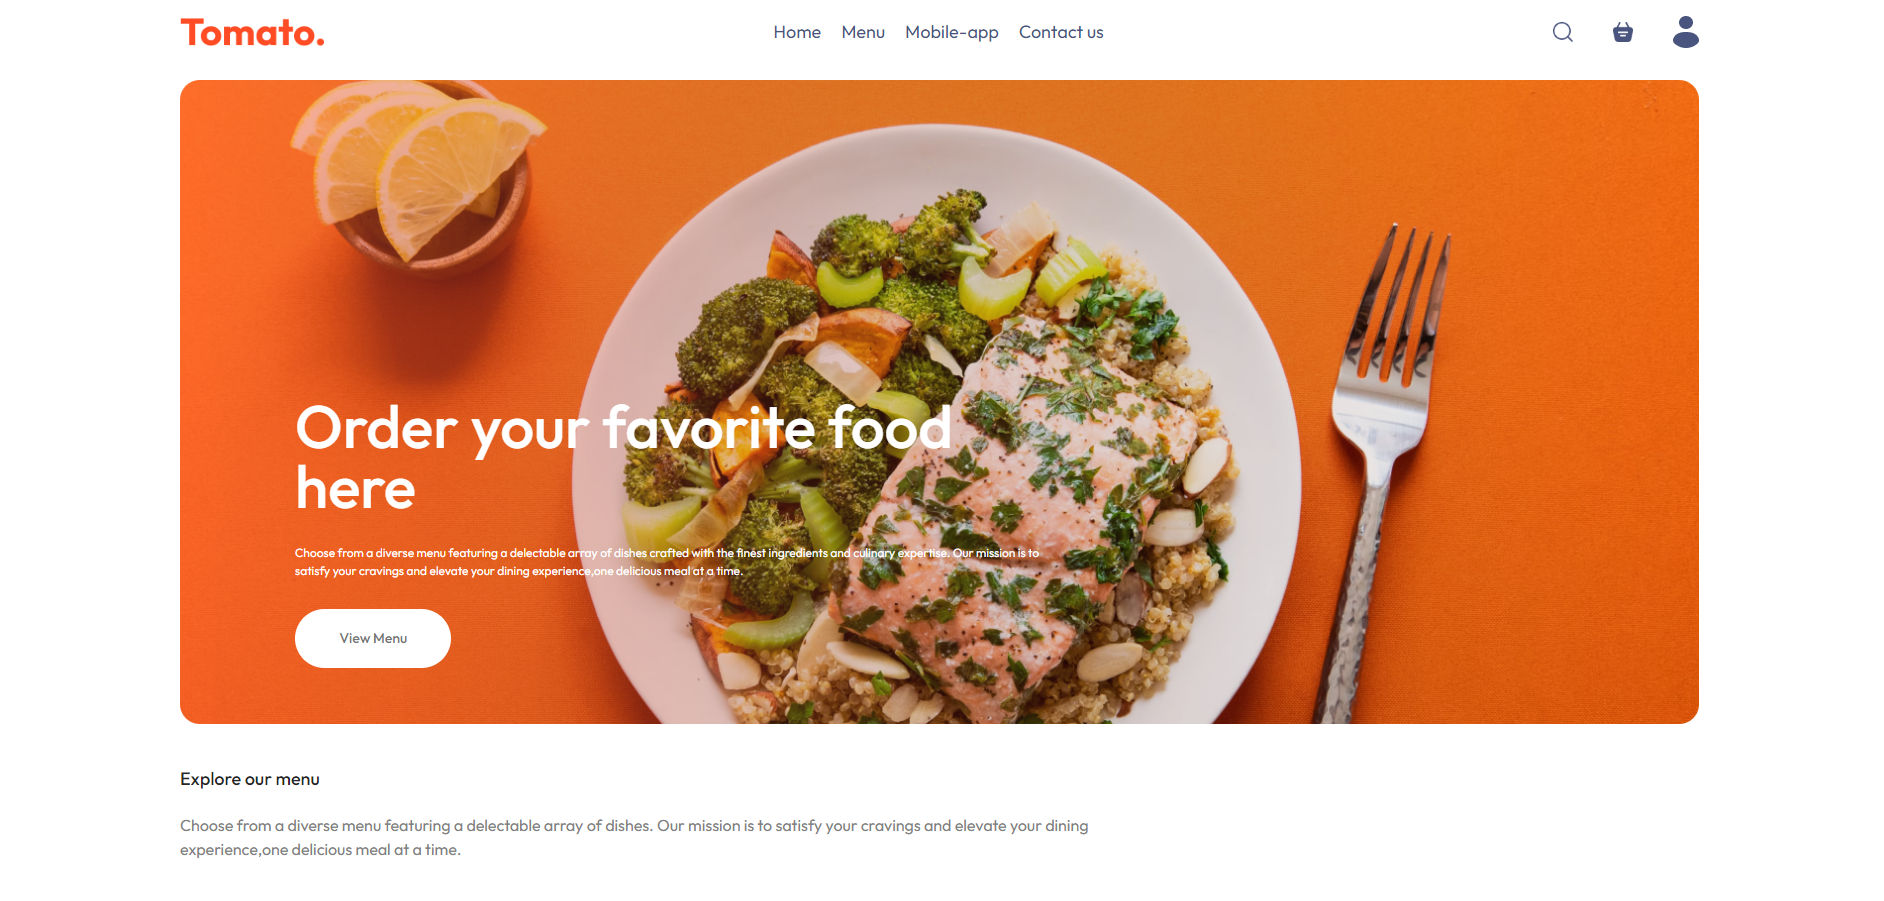 Tomato.
Home Menu Mobile-app Contact us
Order your favorite food
here
Choose from a diverse menu featuring a delectable array of dishes crafted with the finest ingredients and culinary expertise. Our mission is to
satisfy your cravings and elevate your dining experience,one delicious meal at a time.
View Menu
Explore our menu
Choose from a diverse menu featuring a delectable array of dishes. Our mission is to satisfy your cravings and elevate your dining
experience,one delicious meal at a time.